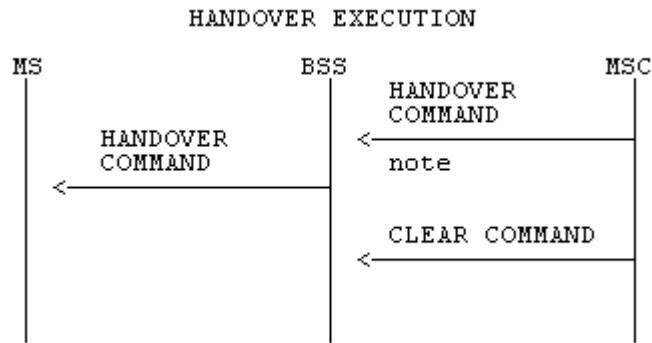 HANDOVER EXECUTION
MS BSS MSC
HANDOVER
COMMAND
HANDOVER
COMMAND
note
CLEAR COMMAND